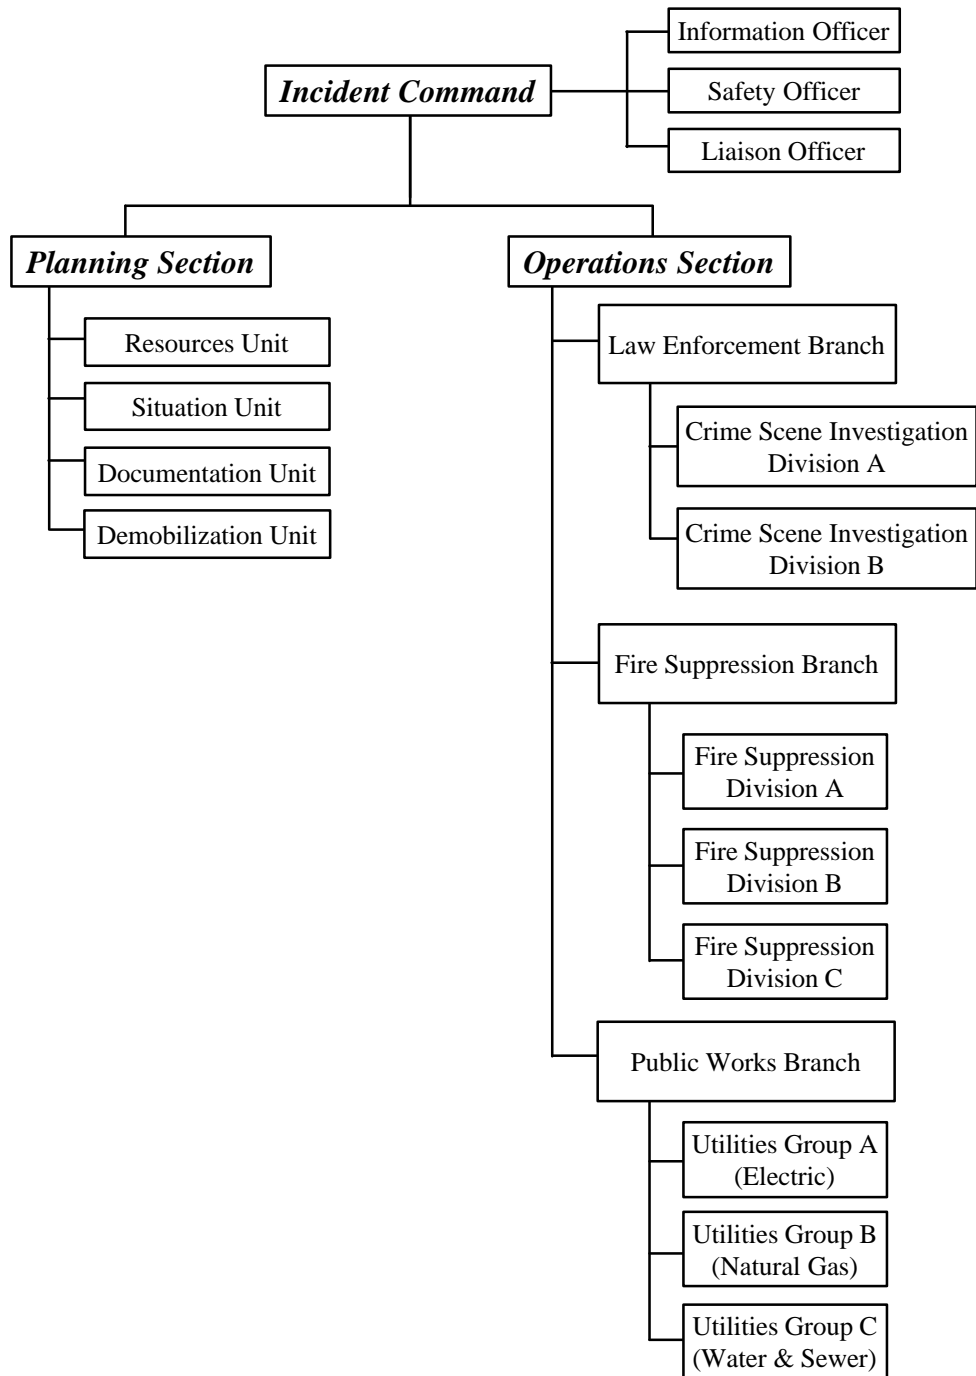 Information Officer
Incident Command
Safety Officer
Liaison Officer
Planning Section
Operations Section
Resources Unit
Situation Unit
Documentation Unit
Demobilization Unit
Law Enforcement Branch
Crime Scene Investigation
Division A
Crime Scene Investigation
Division B
Fire Suppression Branch
Fire Suppression
Division A
Fire Suppression
Division B
Fire Suppression
Division C
Public Works Branch
Utilities Group A
(Electric)
Utilities Group B
(Natural Gas)
Utilities Group C
(Water & Sewer)